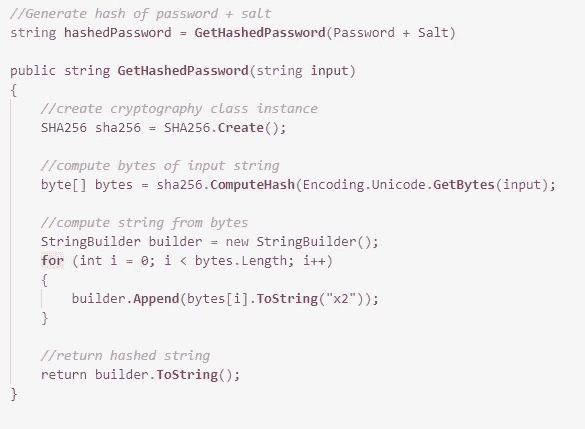 //Generate hash of password + salt
string hashedPassword = GetHashedPassword(Password + Salt)
public string GetHashedPassword(string input)
{
//create cryptography class instance
SHA256 sha256 = SHA256.Create();
//compute bytes of input string
byte[] bytes = sha256.ComputeHash(Encoding.Unicode.GetBytes(input);
//compute string from bytes
StringBuilder builder = new StringBuilder();
for (int i = 0; i < bytes.Length; i++)
{
builder.Append(bytes[i].ToString("x2"));
}
//return hashed string
return builder.ToString();
}